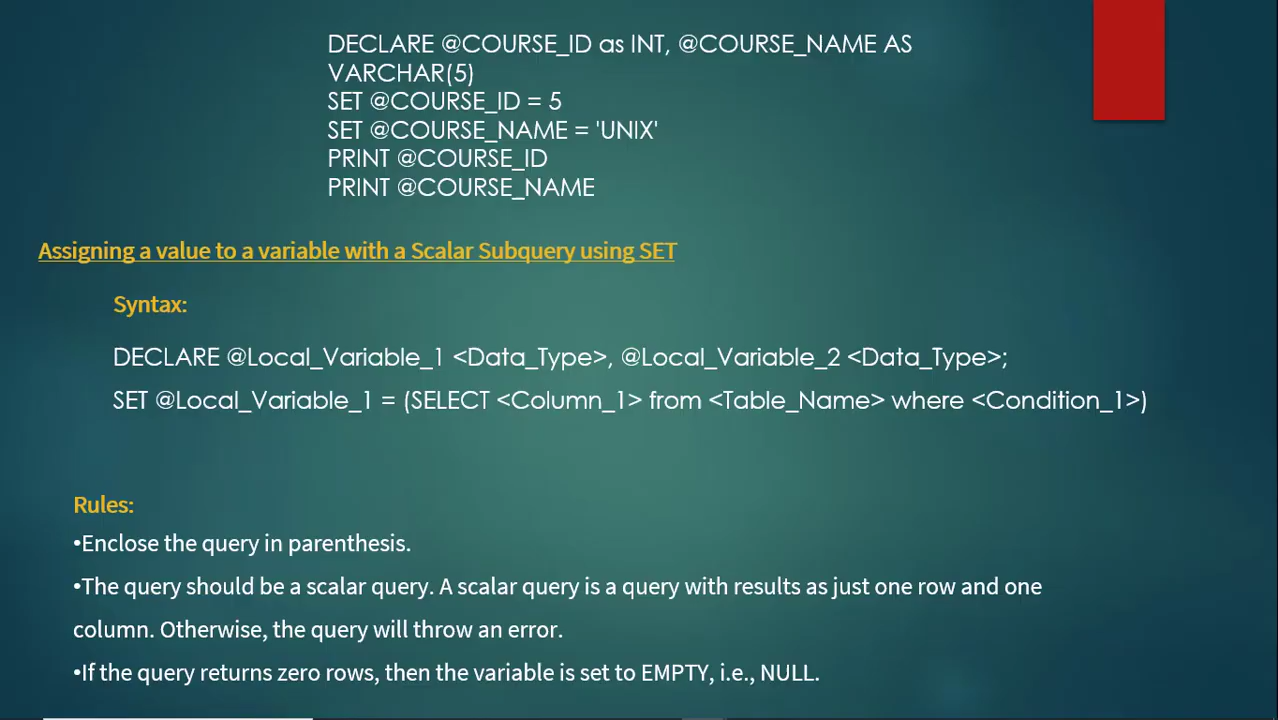 DECLARE @COURSE_ID as INT, @COURSE_NAME AS
VARCHAR(5)
SET @COURSE_ID = 5
SET @COURSE_NAME = 'UNIX'
PRINT @COURSE_ID
PRINT @COURSE_NAME
Assigning a value to a variable with a Scalar Subquery using SET
Syntax:
DECLARE @Local_Variable_1 <Data_Type>, @Local_Variable_2 <Data_Type>;
SET @Local_Variable_1 = (SELECT <Column_1> from <Table_Name> where <Condition_1>)
Rules:
•Enclose the query in parenthesis.
•The query should be a scalar query. A scalar query is a query with results as just one row and one
column. Otherwise, the query will throw an error.
•If the query returns zero rows, then the variable is set to EMPTY, i.e., NULL.